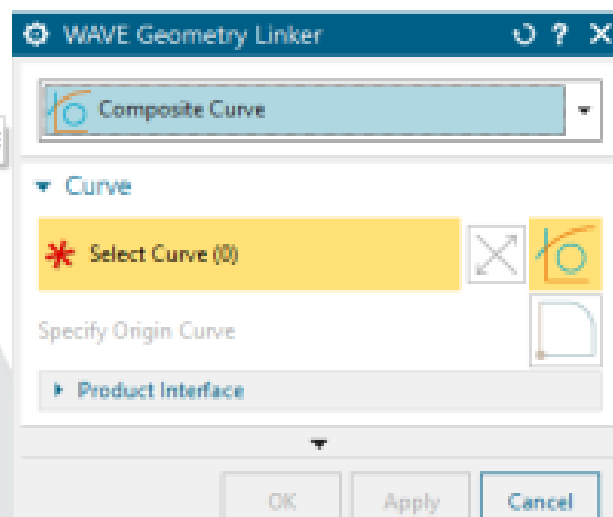 WAVE Geometry Linker ?
Composite Curve
Curve
Select Curve (0)
Specify Origin Curve
Product Interface
OK Apply Cancel